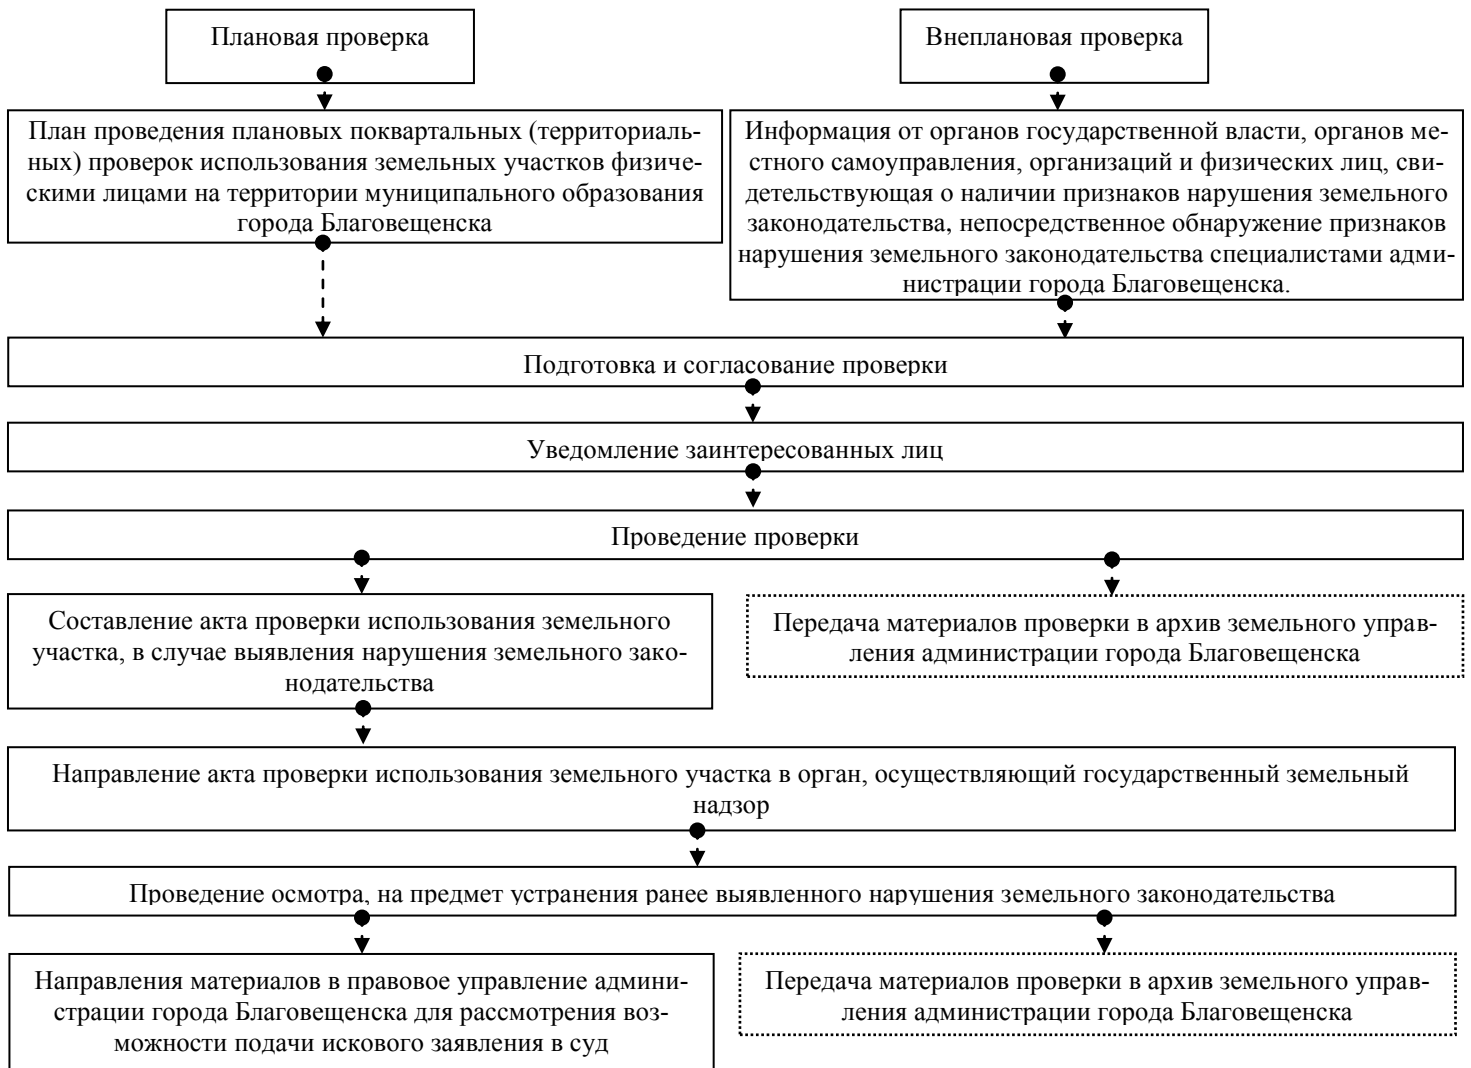 Плановая проверка
Внеплановая проверка
План проведения плановых поквартальных (территориаль-
ных) проверок использования земельных участков физиче-
скими лицами на территории муниципального образования
города Благовещенска
Информация от органов государственной власти, органов ме-
стного самоуправления, организаций и физических лиц, сви-
детельствующая о наличии признаков нарушения земельного
законодательства, непосредственное обнаружение признаков
нарушения земельного законодательства специалистами адми-
нистрации города Благовещенска.
Подготовка и согласование проверки
Уведомление заинтересованных лиц
Проведение проверки
Составление акта проверки использования земельного
участка, в случае выявления нарушения земельного зако-
нодательства
Передача материалов проверки в архив земельного управ-
ления администрации города Благовещенска
Направление акта проверки использования земельного участка в орган, осуществляющий государственный земельный
надзор
Проведение осмотра, на предмет устранения ранее выявленного нарушения земельного законодательства
Направления материалов в правовое управление админи-
страции города Благовещенска для рассмотрения воз-
можности подачи искового заявления в суд
Передача материалов проверки в архив земельного управ-
ления администрации города Благовещенска